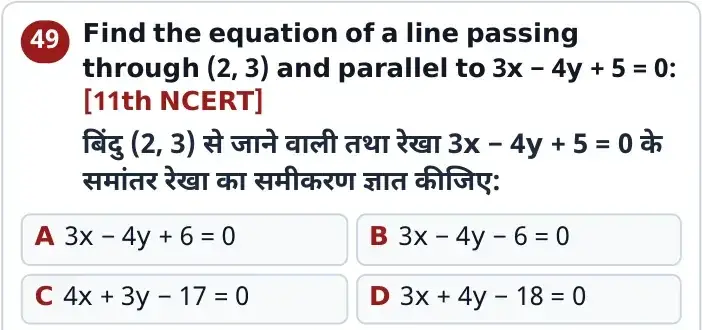 49 Find the equation of a line passing
through (2, 3) and parallel to 3x − 4y + 5 = 0:
[11th NCERT]
बिंदु (2, 3) से जाने वाली तथा रेखा 3x − 4y + 5 = 0 के
समांतर रेखा का समीकरण ज्ञात कीजिए:
A 3x − 4y + 6 = 0
B 3x − 4y − 6 = 0
C 4x + 3y − 17 = 0
D 3x + 4y − 18 = 0